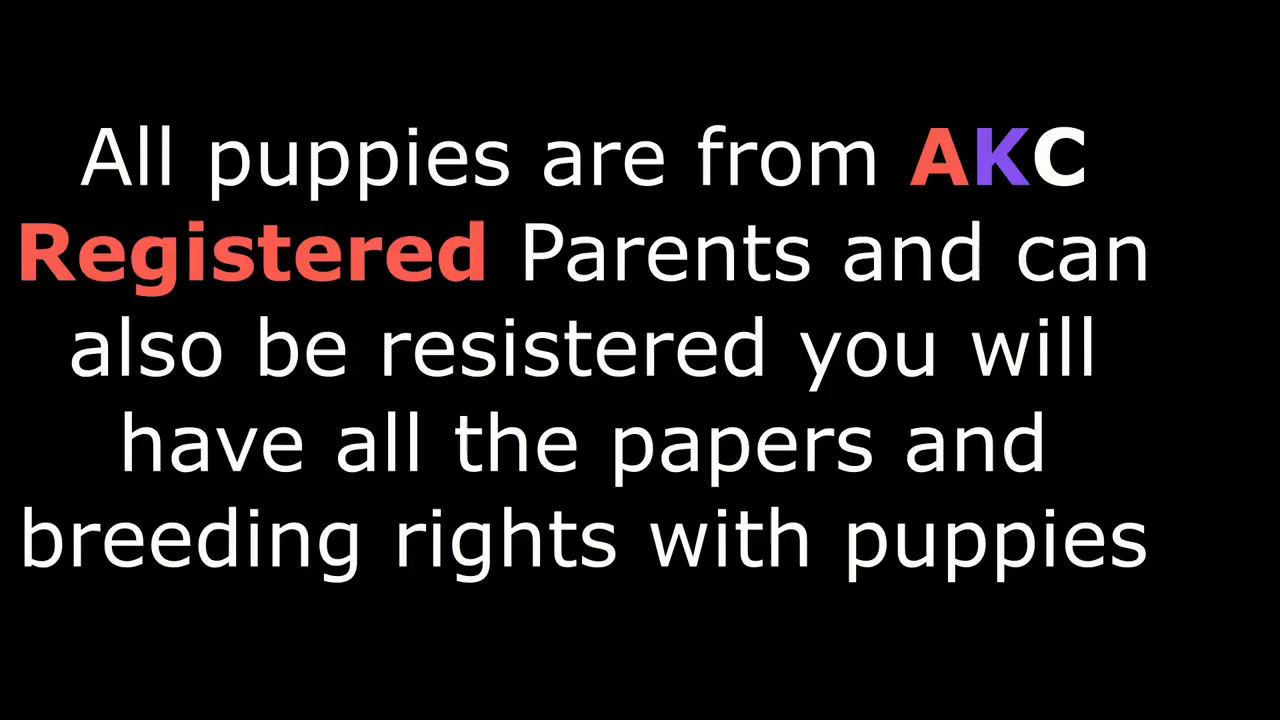 All puppies are from AKC
Registered Parents and can
also be resistered you will
have all the papers and
breeding rights with puppies